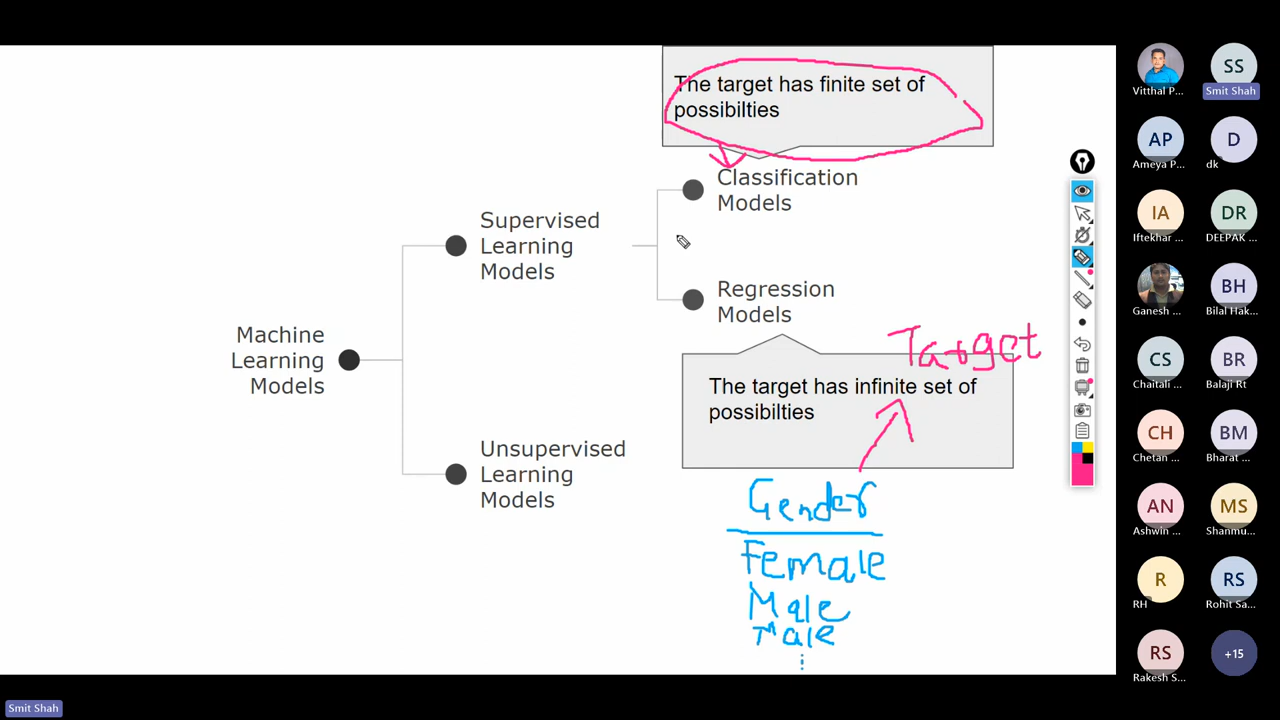 The target has finite set of
possibilties
Classification
Models
Supervised
Learning
Models
Regression
Models
Machine
Learning
Models
Target
The target has infinite set of
possibilties
Unsupervised
Learning
Models
Gender
Female
Male
Male
Vitthal P...
SS
Smit Shah
AP
Ameya P...
D
dk
IA
Iftekhar ...
DR
DEEPAK ...
Ganesh ...
BH
Bilal Hak...
CS
Chaitali ...
BR
Balaji Rt
CH
Chetan ...
BM
Bharat ...
AN
Ashwin ...
MS
Shanmu...
R
RH
RS
Rohit Sa...
RS
Rakesh S...
+15
Smit Shah